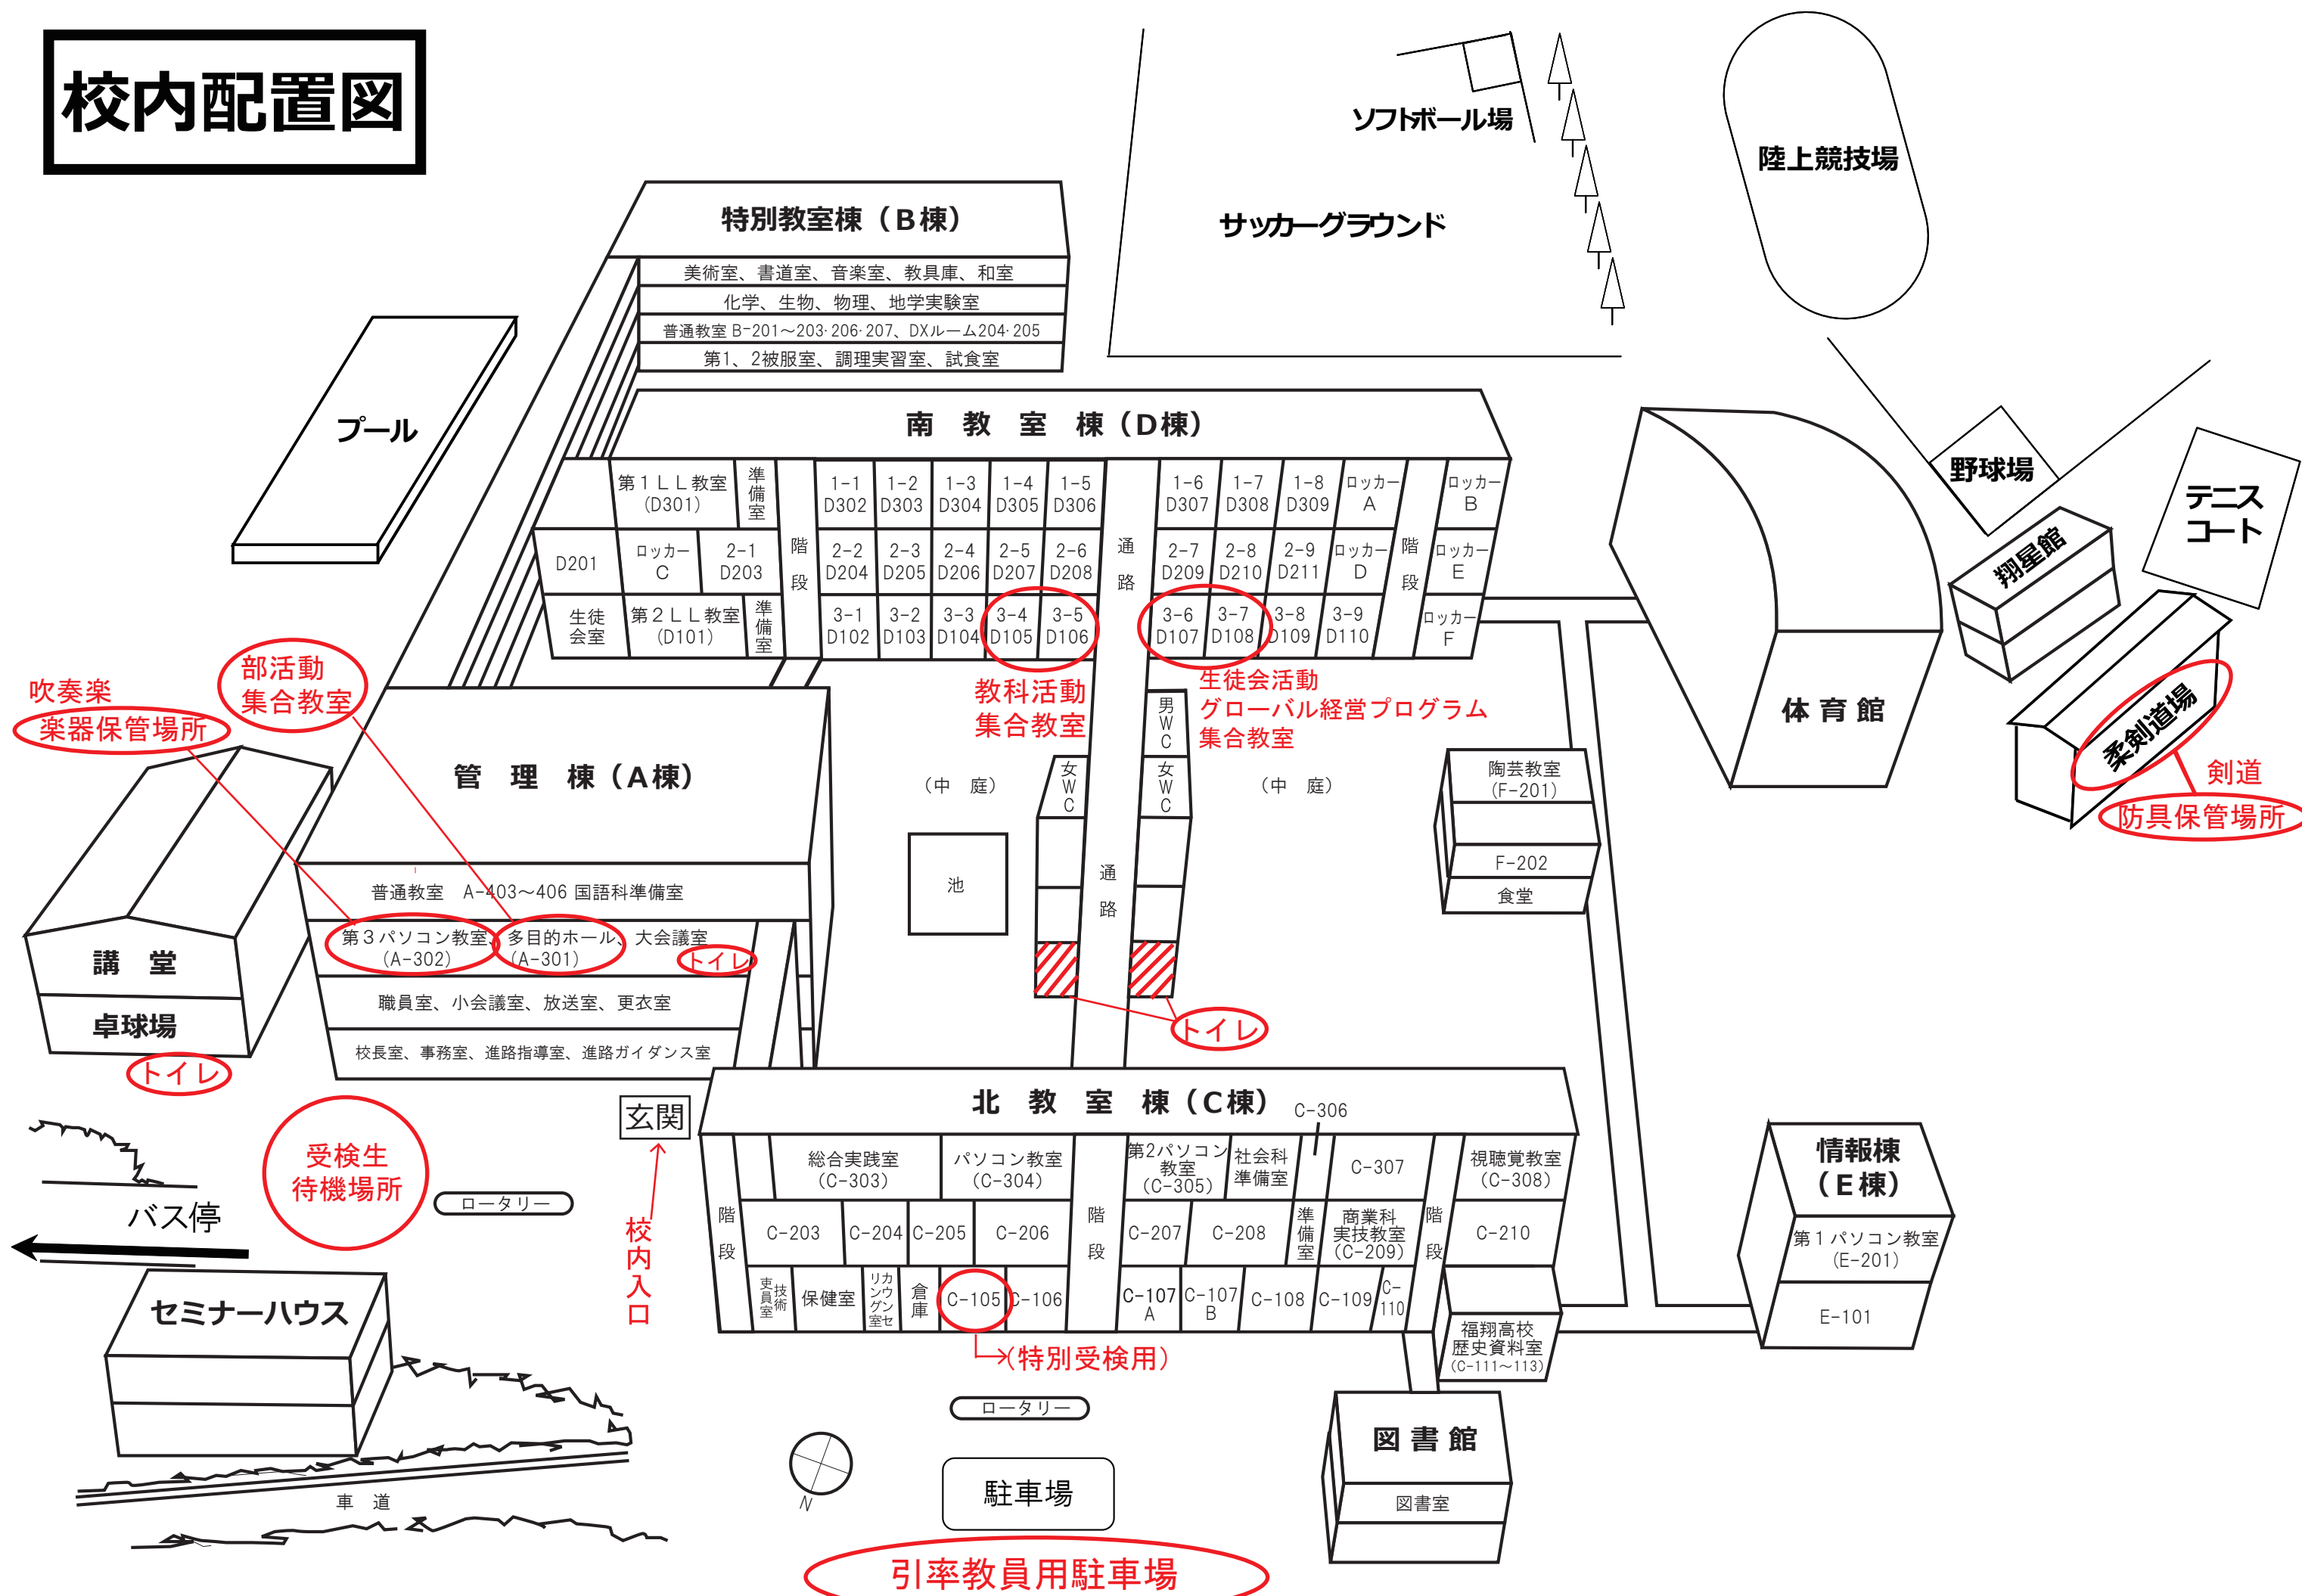 校内配置図
ソフトボール場
陸上競技場
サッカーグラウンド
特別教室棟（B棟）
美術室、書道室、音楽室、教具庫、和室
化学、生物、物理、地学実験室
普通教室 B-201～203·206·207、DXルーム204·205
第1、2被服室、調理実習室、試食室
プール
南 教 室 棟（D棟）
第1LL教室
(D301)
準備室
1-1
D302
1-2
D303
1-3
D304
1-4
D305
1-5
D306
1-6
D307
1-7
D308
1-8
D309
ロッカー
A
ロッカー
B
D201
ロッカー
C
2-1
D203
階段
2-2
D204
2-3
D205
2-4
D206
2-5
D207
2-6
D208
通路
2-7
D209
2-8
D210
2-9
D211
ロッカー
D
階段
ロッカー
E
生徒
会室
第2LL教室
(D101)
準備室
3-1
D102
3-2
D103
3-3
D104
3-4
D105
3-5
D106
3-6
D107
3-7
D108
3-8
D109
3-9
D110
ロッカー
F
野球場
テニス
コート
翔星館
体育館
柔剣道場
剣道
防具保管場所
吹奏楽
楽器保管場所
部活動
集合教室
教科活動
集合教室
生徒会活動
グローバル経営プログラム
集合教室
管 理 棟（A棟）
（中 庭）
男WC
女WC
女WC
（中 庭）
池
通路
陶芸教室
(F-201)
F-202
食堂
普通教室 A-403～406 国語科準備室
第3パソコン教室、多目的ホール、大会議室
(A-302)
(A-301)
トイレ
職員室、小会議室、放送室、更衣室
校長室、事務室、進路指導室、進路ガイダンス室
講 堂
卓球場
トイレ
トイレ
受検生
待機場所
玄関
校内入口
ロータリー
バス停
セミナーハウス
車 道
北 教 室 棟（C棟）
C-306
総合実践室
(C-303)
パソコン教室
(C-304)
第2パソコン
教室
(C-305)
社会科
準備室
C-307
視聴覚教室
(C-308)
階段
C-203
C-204
C-205
C-206
階段
C-207
C-208
準備室
商業科
実技教室
(C-209)
階段
C-210
技術
吏員室
保健室
カウンセ
リング室
倉庫
C-105
C-106
C-107
A
C-107
B
C-108
C-109
C-
110
福翔高校
歴史資料室
(C-111～113)
（特別受検用）
情報棟
（E棟）
第1パソコン教室
(E-201)
E-101
ロータリー
N
駐車場
引率教員用駐車場
図書館
図書室